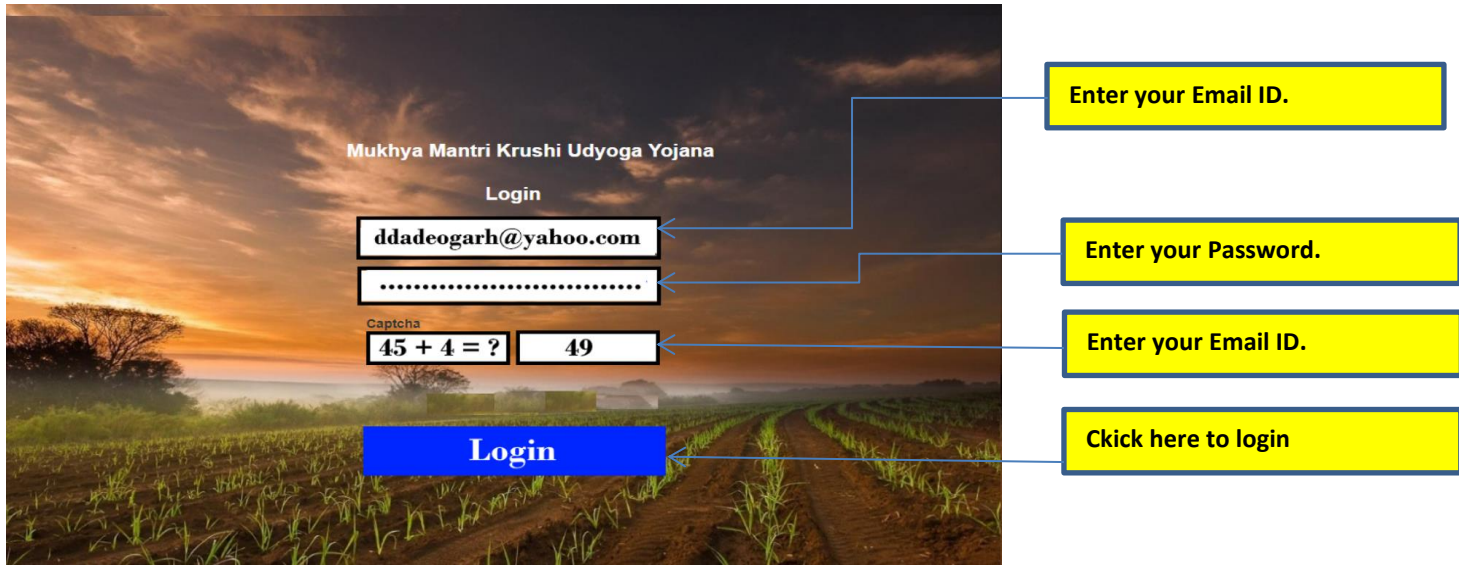 Enter your Email ID.
Mukhya Mantri Krushi Udyoga Yojana
Login
ddadeogarh@yahoo.com
Enter your Password.
••••••••••••••••••••••••••••••
Captcha
45 + 4 = ? 49
Enter your Email ID.
Login
Ckick here to login